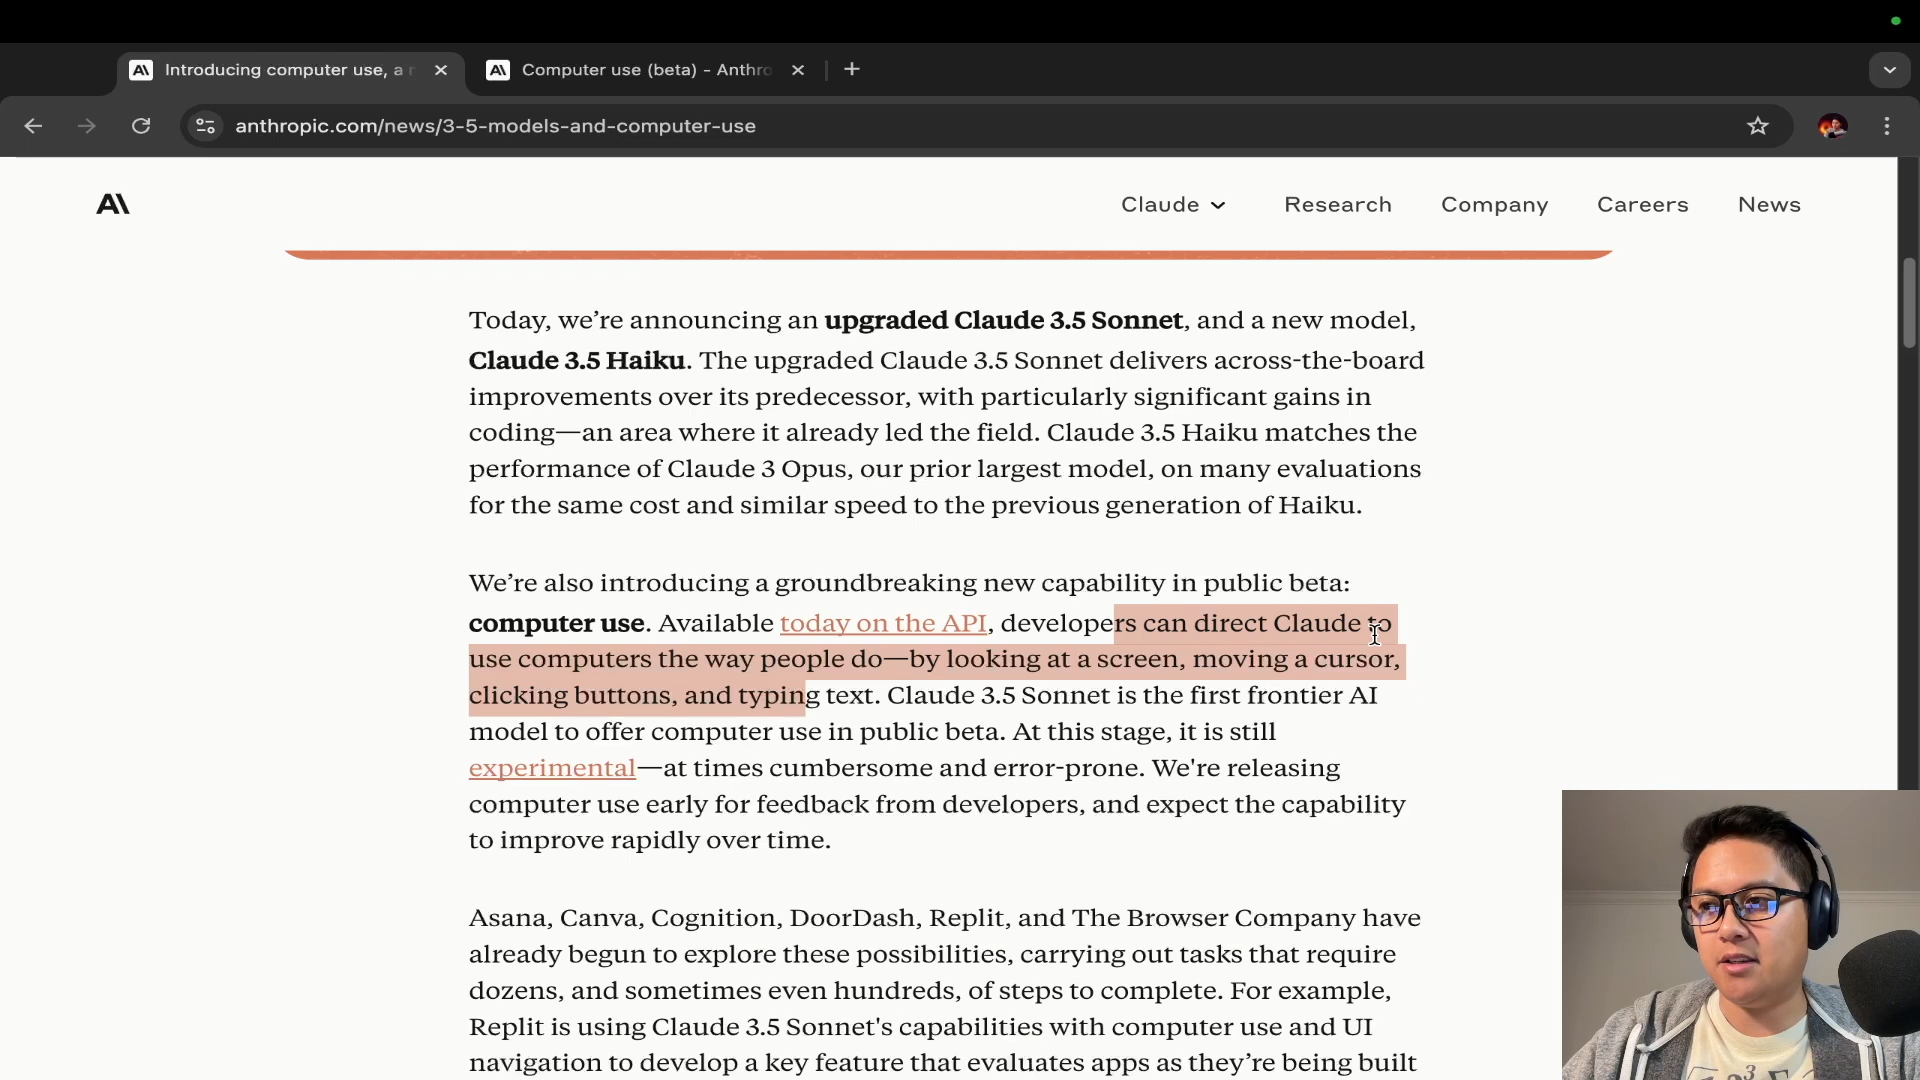 Introducing computer use, a
Computer use (beta) - Anthro
anthropic.com/news/3-5-models-and-computer-use
A\
Claude
Research
Company
Careers
News
Today, we’re announcing an upgraded Claude 3.5 Sonnet, and a new model,
Claude 3.5 Haiku. The upgraded Claude 3.5 Sonnet delivers across-the-board
improvements over its predecessor, with particularly significant gains in
coding—an area where it already led the field. Claude 3.5 Haiku matches the
performance of Claude 3 Opus, our prior largest model, on many evaluations
for the same cost and similar speed to the previous generation of Haiku.
We’re also introducing a groundbreaking new capability in public beta:
computer use. Available today on the API, developers can direct Claude to
use computers the way people do—by looking at a screen, moving a cursor,
clicking buttons, and typing text. Claude 3.5 Sonnet is the first frontier AI
model to offer computer use in public beta. At this stage, it is still
experimental—at times cumbersome and error-prone. We're releasing
computer use early for feedback from developers, and expect the capability
to improve rapidly over time.
Asana, Canva, Cognition, DoorDash, Replit, and The Browser Company have
already begun to explore these possibilities, carrying out tasks that require
dozens, and sometimes even hundreds, of steps to complete. For example,
Replit is using Claude 3.5 Sonnet's capabilities with computer use and UI
navigation to develop a key feature that evaluates apps as they’re being built